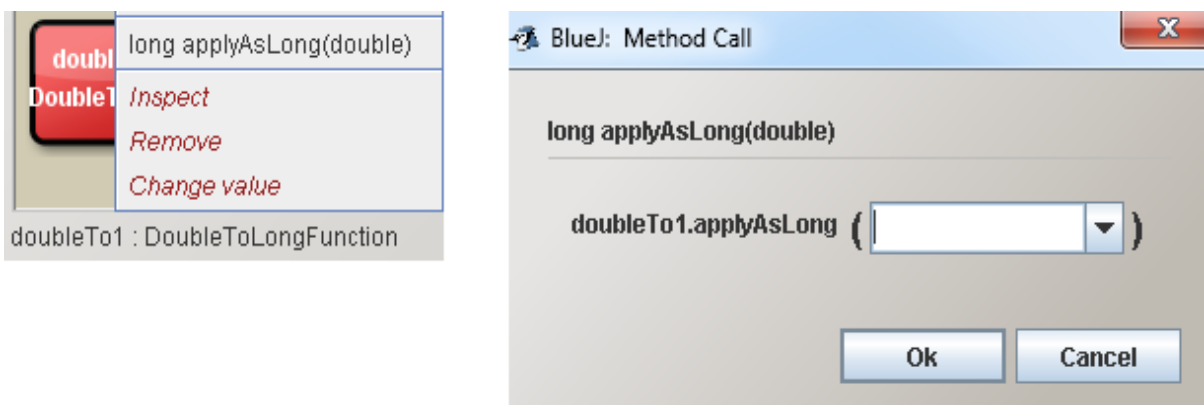 doubl
DoubleT
long applyAsLong(double)
Inspect
Remove
Change value
doubleTo1 : DoubleToLongFunction
BlueJ: Method Call
x
long applyAsLong(double)
doubleTo1.applyAsLong ( )
Ok
Cancel